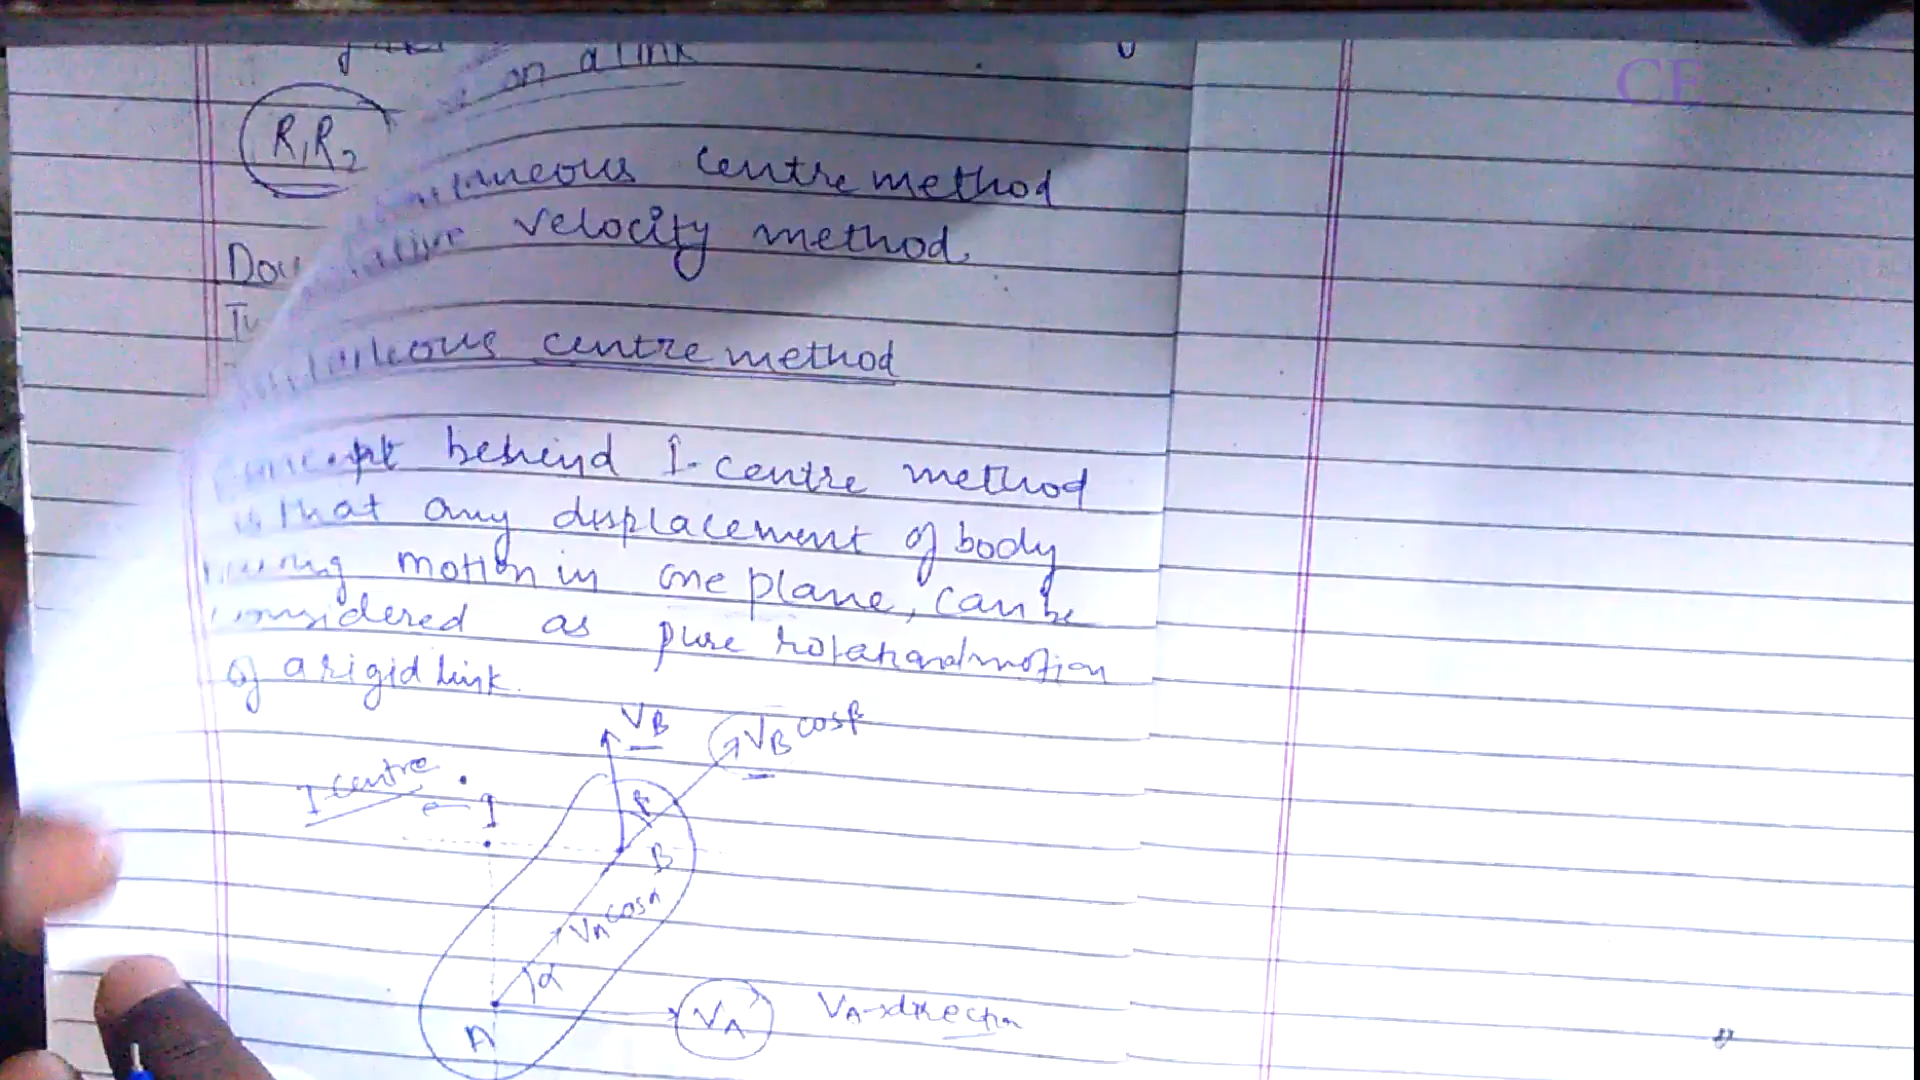 on a link
R1R2
centre method
velocity method.
centre method
behind I-centre method
that any displacement of body
motion in one plane, can be
as pure rotational motion
of a rigid link.
VB
VB cosβ
I centre
I
β
B
VA cosα
α
A
VA
VA→direction
CE